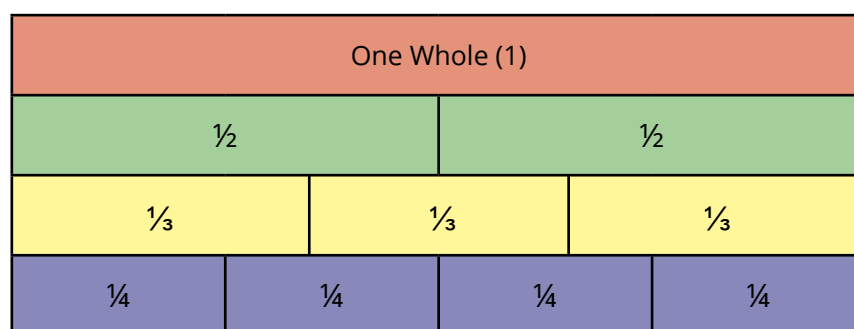 One Whole (1)
½ ½
⅓ ⅓ ⅓
¼ ¼ ¼ ¼